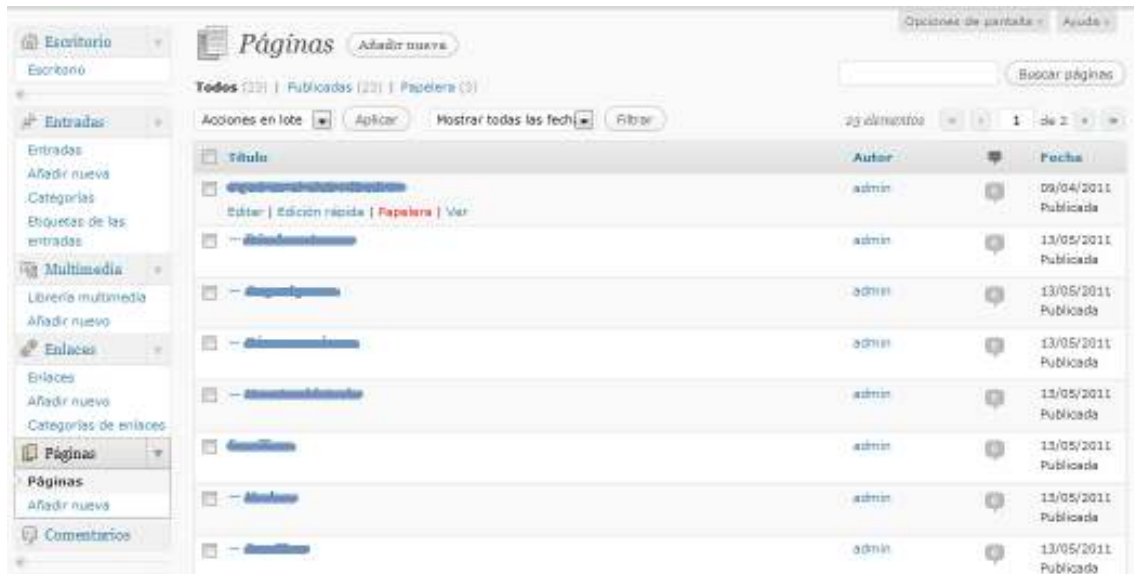 Opciones de pantalla Ayuda
Escritorio
Escritorio
Páginas Añadir nueva
Todos (23) | Publicadas (23) | Papelera (3)
Buscar páginas
Acciones en lote Aplicar Mostrar todas las fech Filtrar 23 elementos « ‹ 1 de 2 › »
Entradas
Entradas
Añadir nueva
Categorías
Etiquetas de las
entradas
Multimedia
Librería multimedia
Añadir nuevo
Enlaces
Enlaces
Añadir nuevo
Categorías de enlaces
Páginas
Páginas
Añadir nueva
Comentarios
Título Autor Fecha
admin 09/04/2011
Editar | Edición rápida | Papelera | Ver Publicada
— admin 13/05/2011
Publicada
— admin 13/05/2011
Publicada
— admin 13/05/2011
Publicada
— admin 13/05/2011
Publicada
admin 13/05/2011
Publicada
— admin 13/05/2011
Publicada
— admin 13/05/2011
Publicada